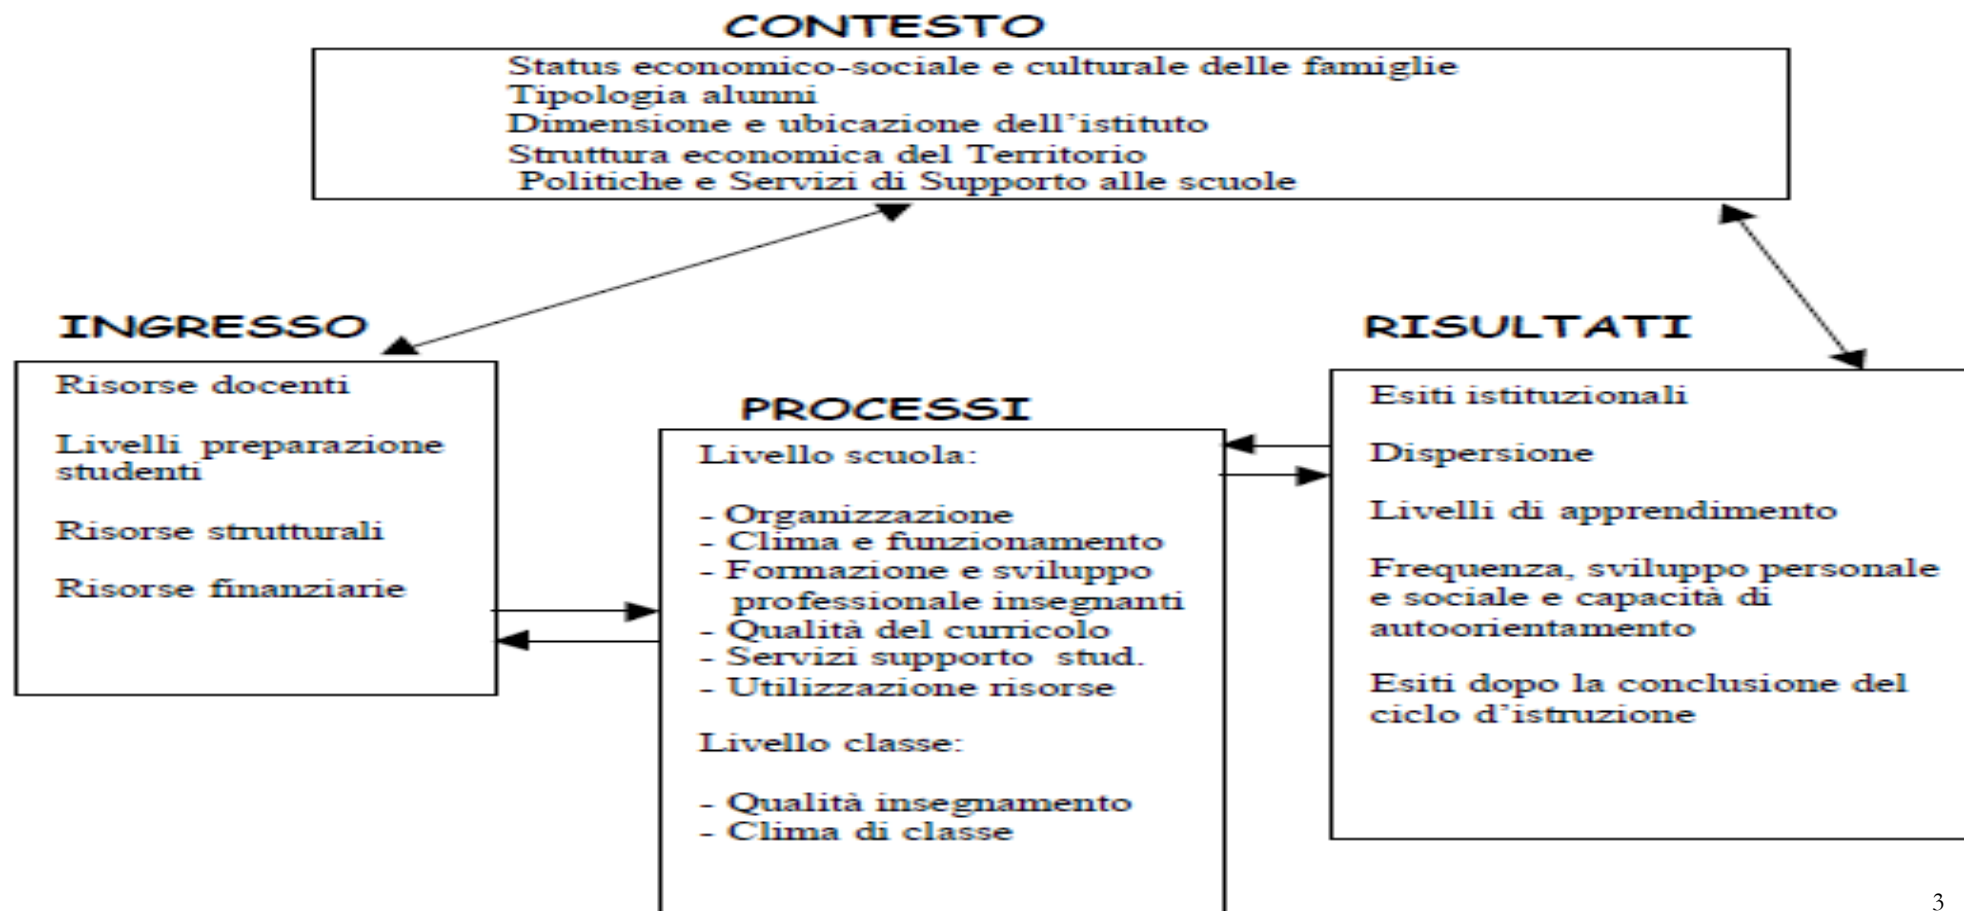 CONTESTO
Status economico-sociale e culturale delle famiglie
Tipologia alunni
Dimensione e ubicazione dell'istituto
Struttura economica del Territorio
Politiche e Servizi di Supporto alle scuole
INGRESSO
Risorse docenti
Livelli preparazione
studenti
Risorse strutturali
Risorse finanziarie
PROCESSI
Livello scuola:
- Organizzazione
- Clima e funzionamento
- Formazione e sviluppo
professionale insegnanti
- Qualità del curricolo
- Servizi supporto stud.
- Utilizzazione risorse
Livello classe:
- Qualità insegnamento
- Clima di classe
RISULTATI
Esiti istituzionali
Dispersione
Livelli di apprendimento
Frequenza, sviluppo personale
e sociale e capacità di
autoorientamento
Esiti dopo la conclusione del
ciclo d'istruzione
3